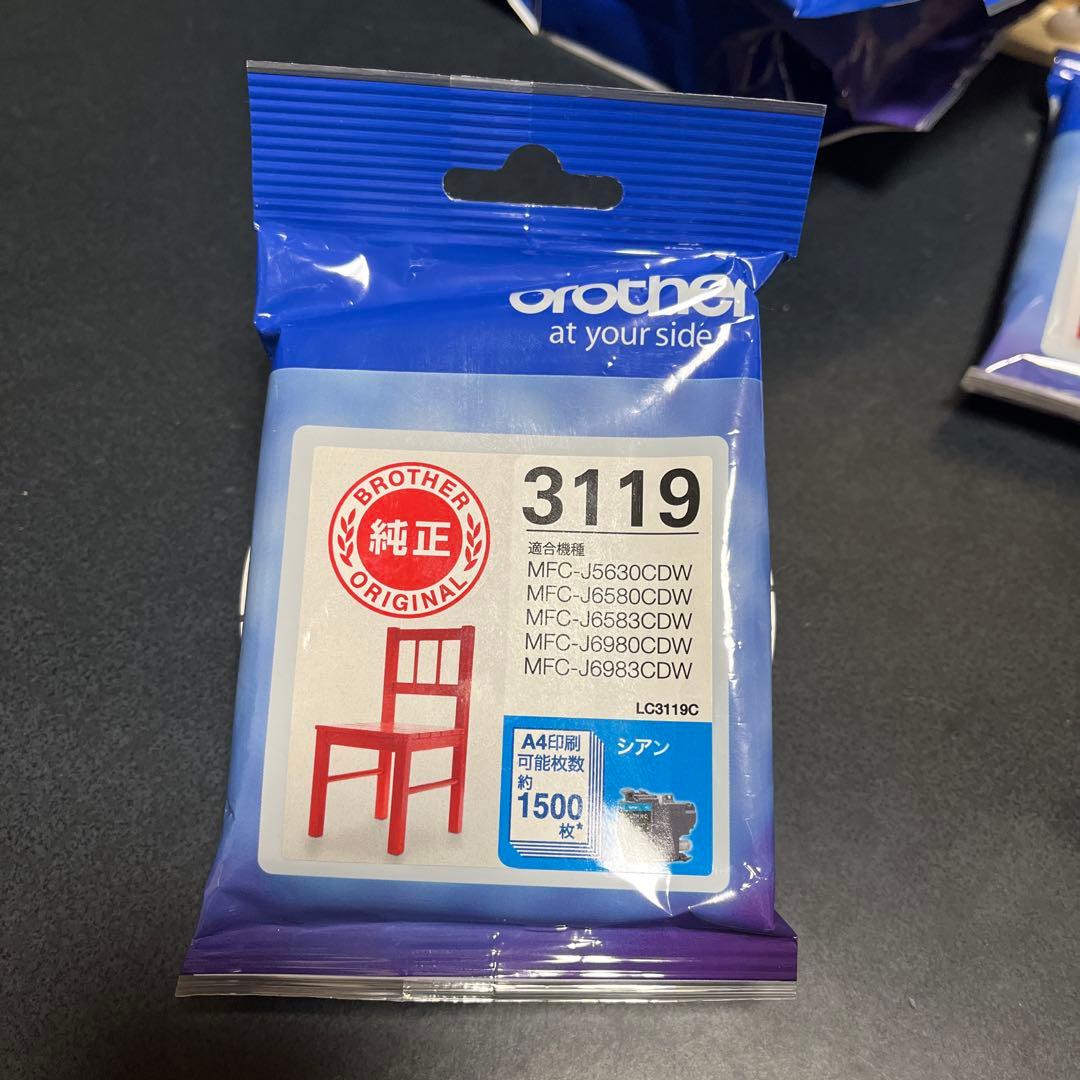 brother
at your side
BROTHER
純正
ORIGINAL
3119
適合機種
MFC-J5630CDW
MFC-J6580CDW
MFC-J6583CDW
MFC-J6980CDW
MFC-J6983CDW
LC3119C
A4印刷
可能枚数
約
1500
枚*
シアン